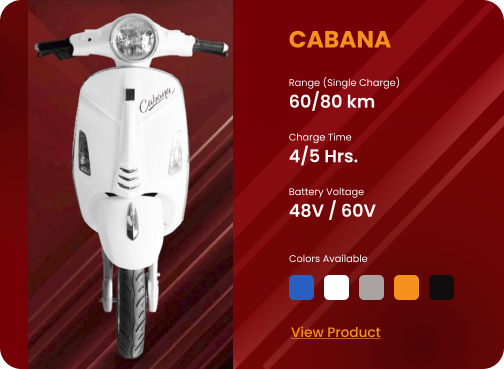 Cabana
CABANA
Range (Single Charge)
60/80 km
Charge Time
4/5 Hrs.
Battery Voltage
48V / 60V
Colors Available
View Product